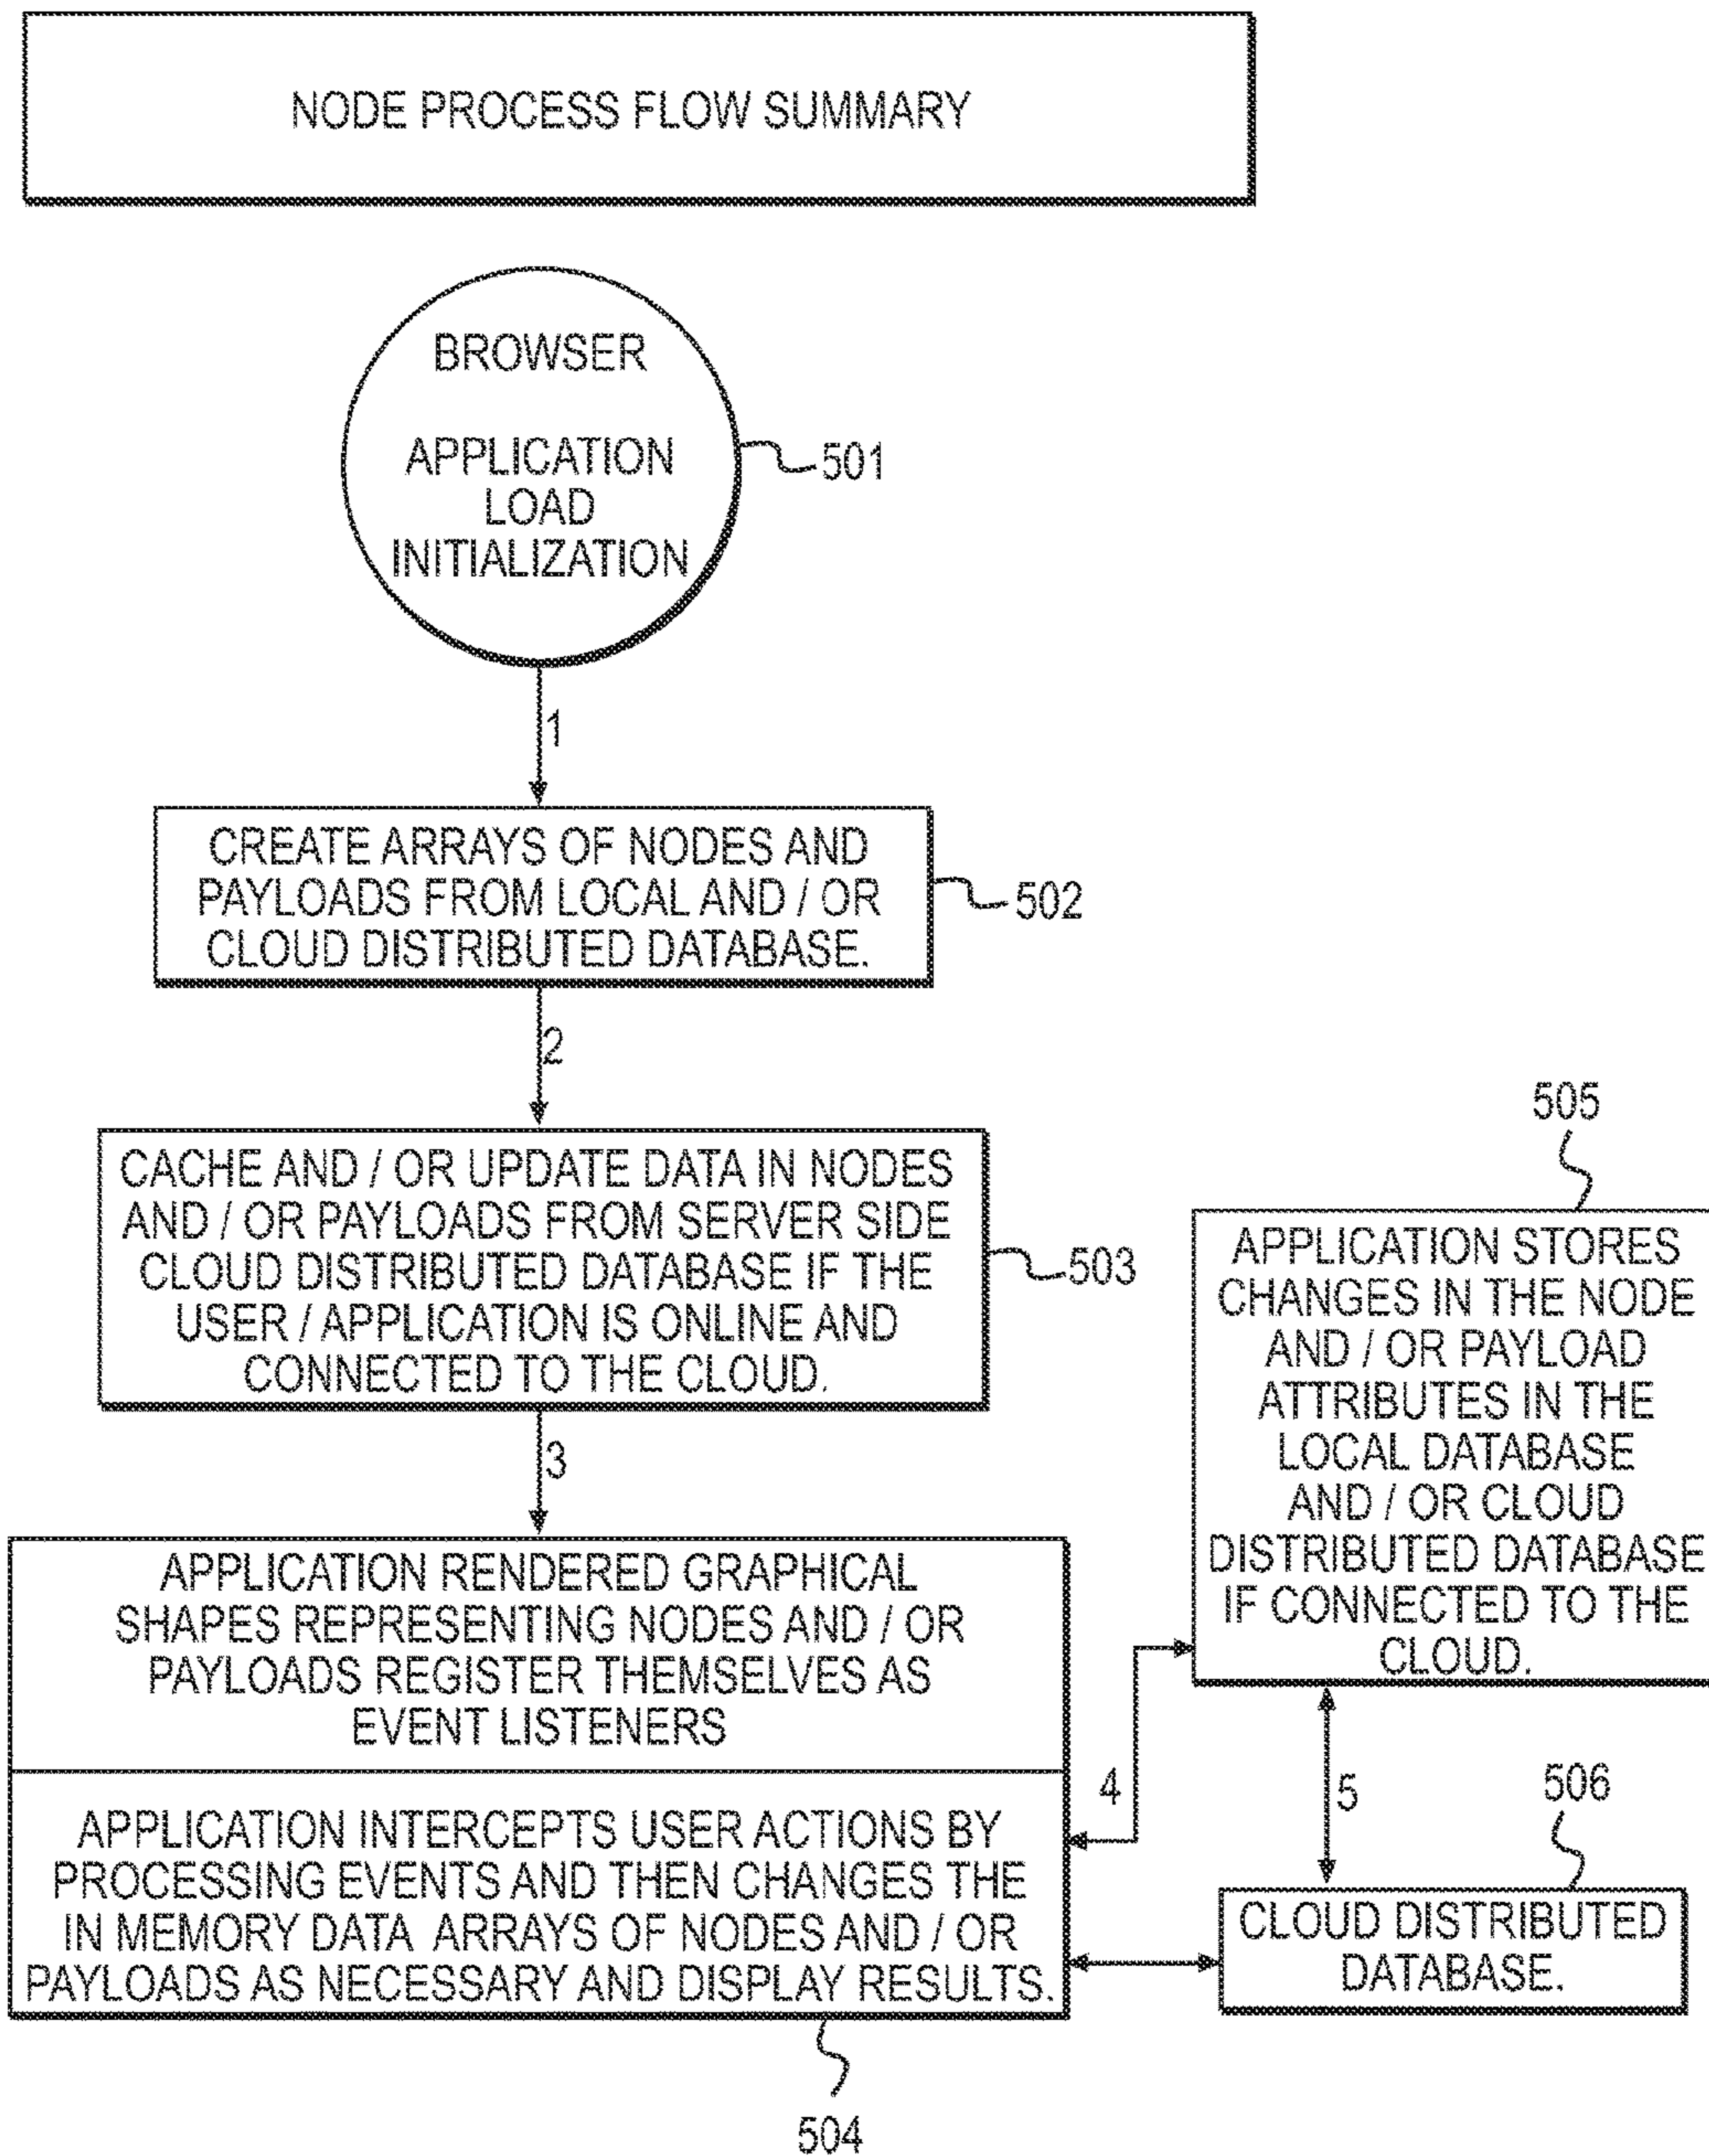 NODE PROCESS FLOW SUMMARY
BROWSER
APPLICATION
LOAD
INITIALIZATION
501
1
CREATE ARRAYS OF NODES AND
PAYLOADS FROM LOCAL AND / OR
CLOUD DISTRIBUTED DATABASE.
502
2
CACHE AND / OR UPDATE DATA IN NODES
AND / OR PAYLOADS FROM SERVER SIDE
CLOUD DISTRIBUTED DATABASE IF THE
USER / APPLICATION IS ONLINE AND
CONNECTED TO THE CLOUD.
503
3
APPLICATION RENDERED GRAPHICAL
SHAPES REPRESENTING NODES AND / OR
PAYLOADS REGISTER THEMSELVES AS
EVENT LISTENERS
APPLICATION INTERCEPTS USER ACTIONS BY
PROCESSING EVENTS AND THEN CHANGES THE
IN MEMORY DATA ARRAYS OF NODES AND / OR
PAYLOADS AS NECESSARY AND DISPLAY RESULTS.
504
4
505
APPLICATION STORES
CHANGES IN THE NODE
AND / OR PAYLOAD
ATTRIBUTES IN THE
LOCAL DATABASE
AND / OR CLOUD
DISTRIBUTED DATABASE
IF CONNECTED TO THE
CLOUD.
5
506
CLOUD DISTRIBUTED
DATABASE.